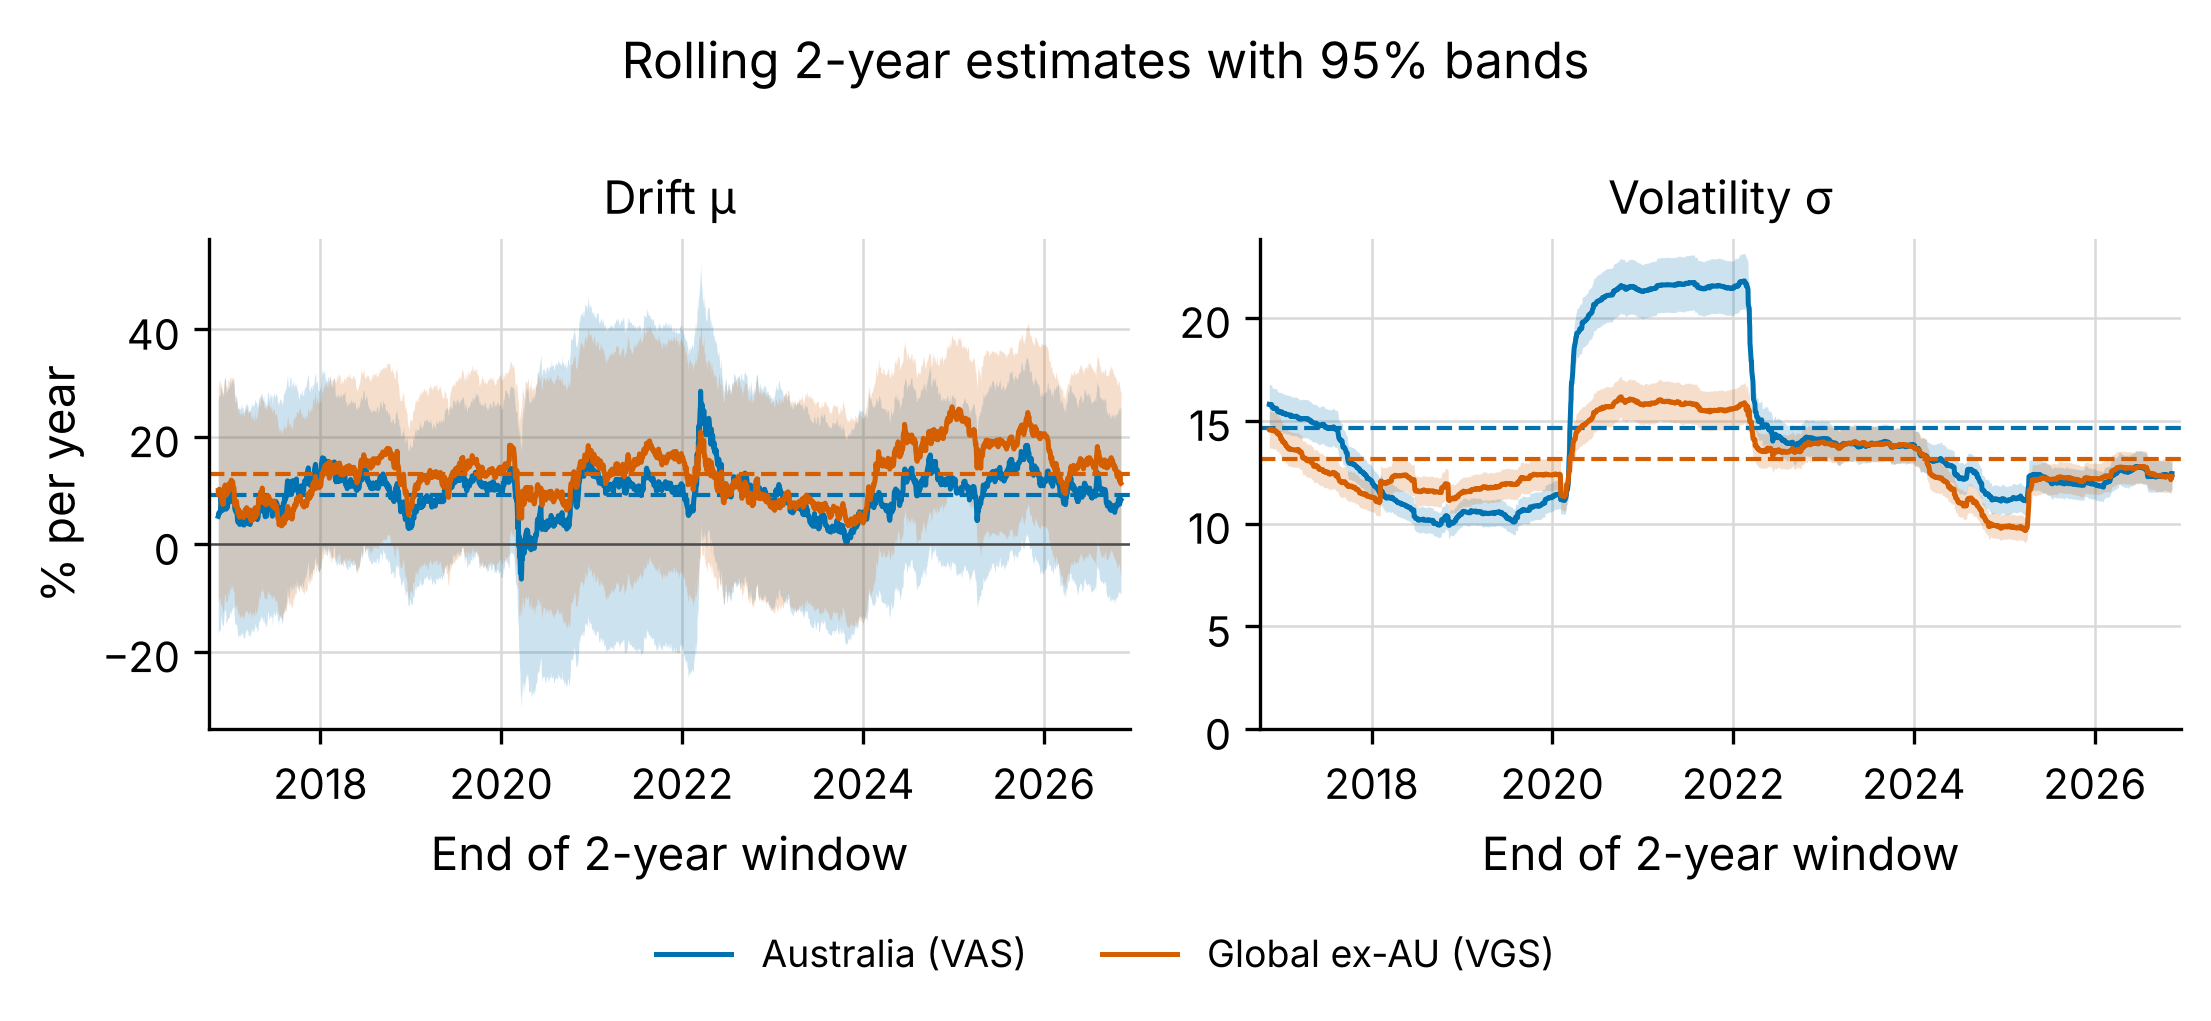 Rolling 2-year estimates with 95% bands
Drift μ
% per year
40
20
0
−20
2018
2020
2022
2024
2026
End of 2-year window
Volatility σ
20
15
10
5
0
2018
2020
2022
2024
2026
End of 2-year window
Australia (VAS)
Global ex-AU (VGS)